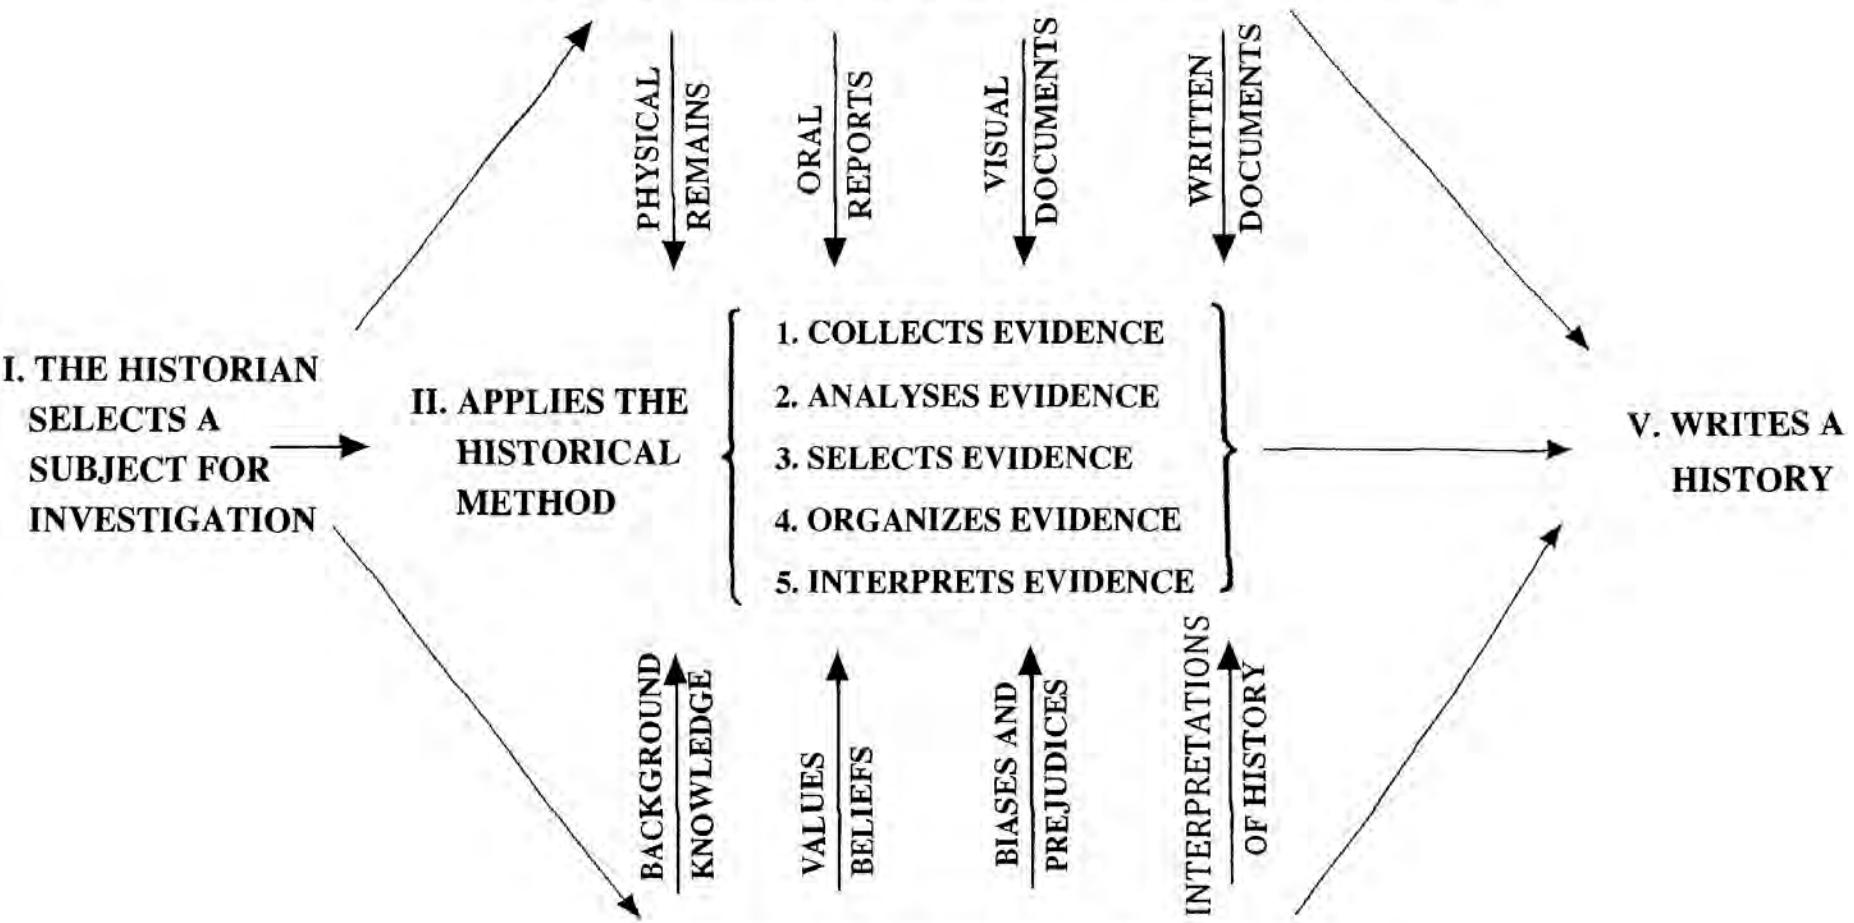 PHYSICAL
REMAINS
ORAL
REPORTS
VISUAL
DOCUMENTS
WRITTEN
DOCUMENTS
I. THE HISTORIAN
SELECTS A
SUBJECT FOR
INVESTIGATION
II. APPLIES THE
HISTORICAL
METHOD
1. COLLECTS EVIDENCE
2. ANALYSES EVIDENCE
3. SELECTS EVIDENCE
4. ORGANIZES EVIDENCE
5. INTERPRETS EVIDENCE
V. WRITES A
HISTORY
BACKGROUND
KNOWLEDGE
VALUES
BELIEFS
BIASES AND
PREJUDICES
INTERPRETATIONS
OF HISTORY